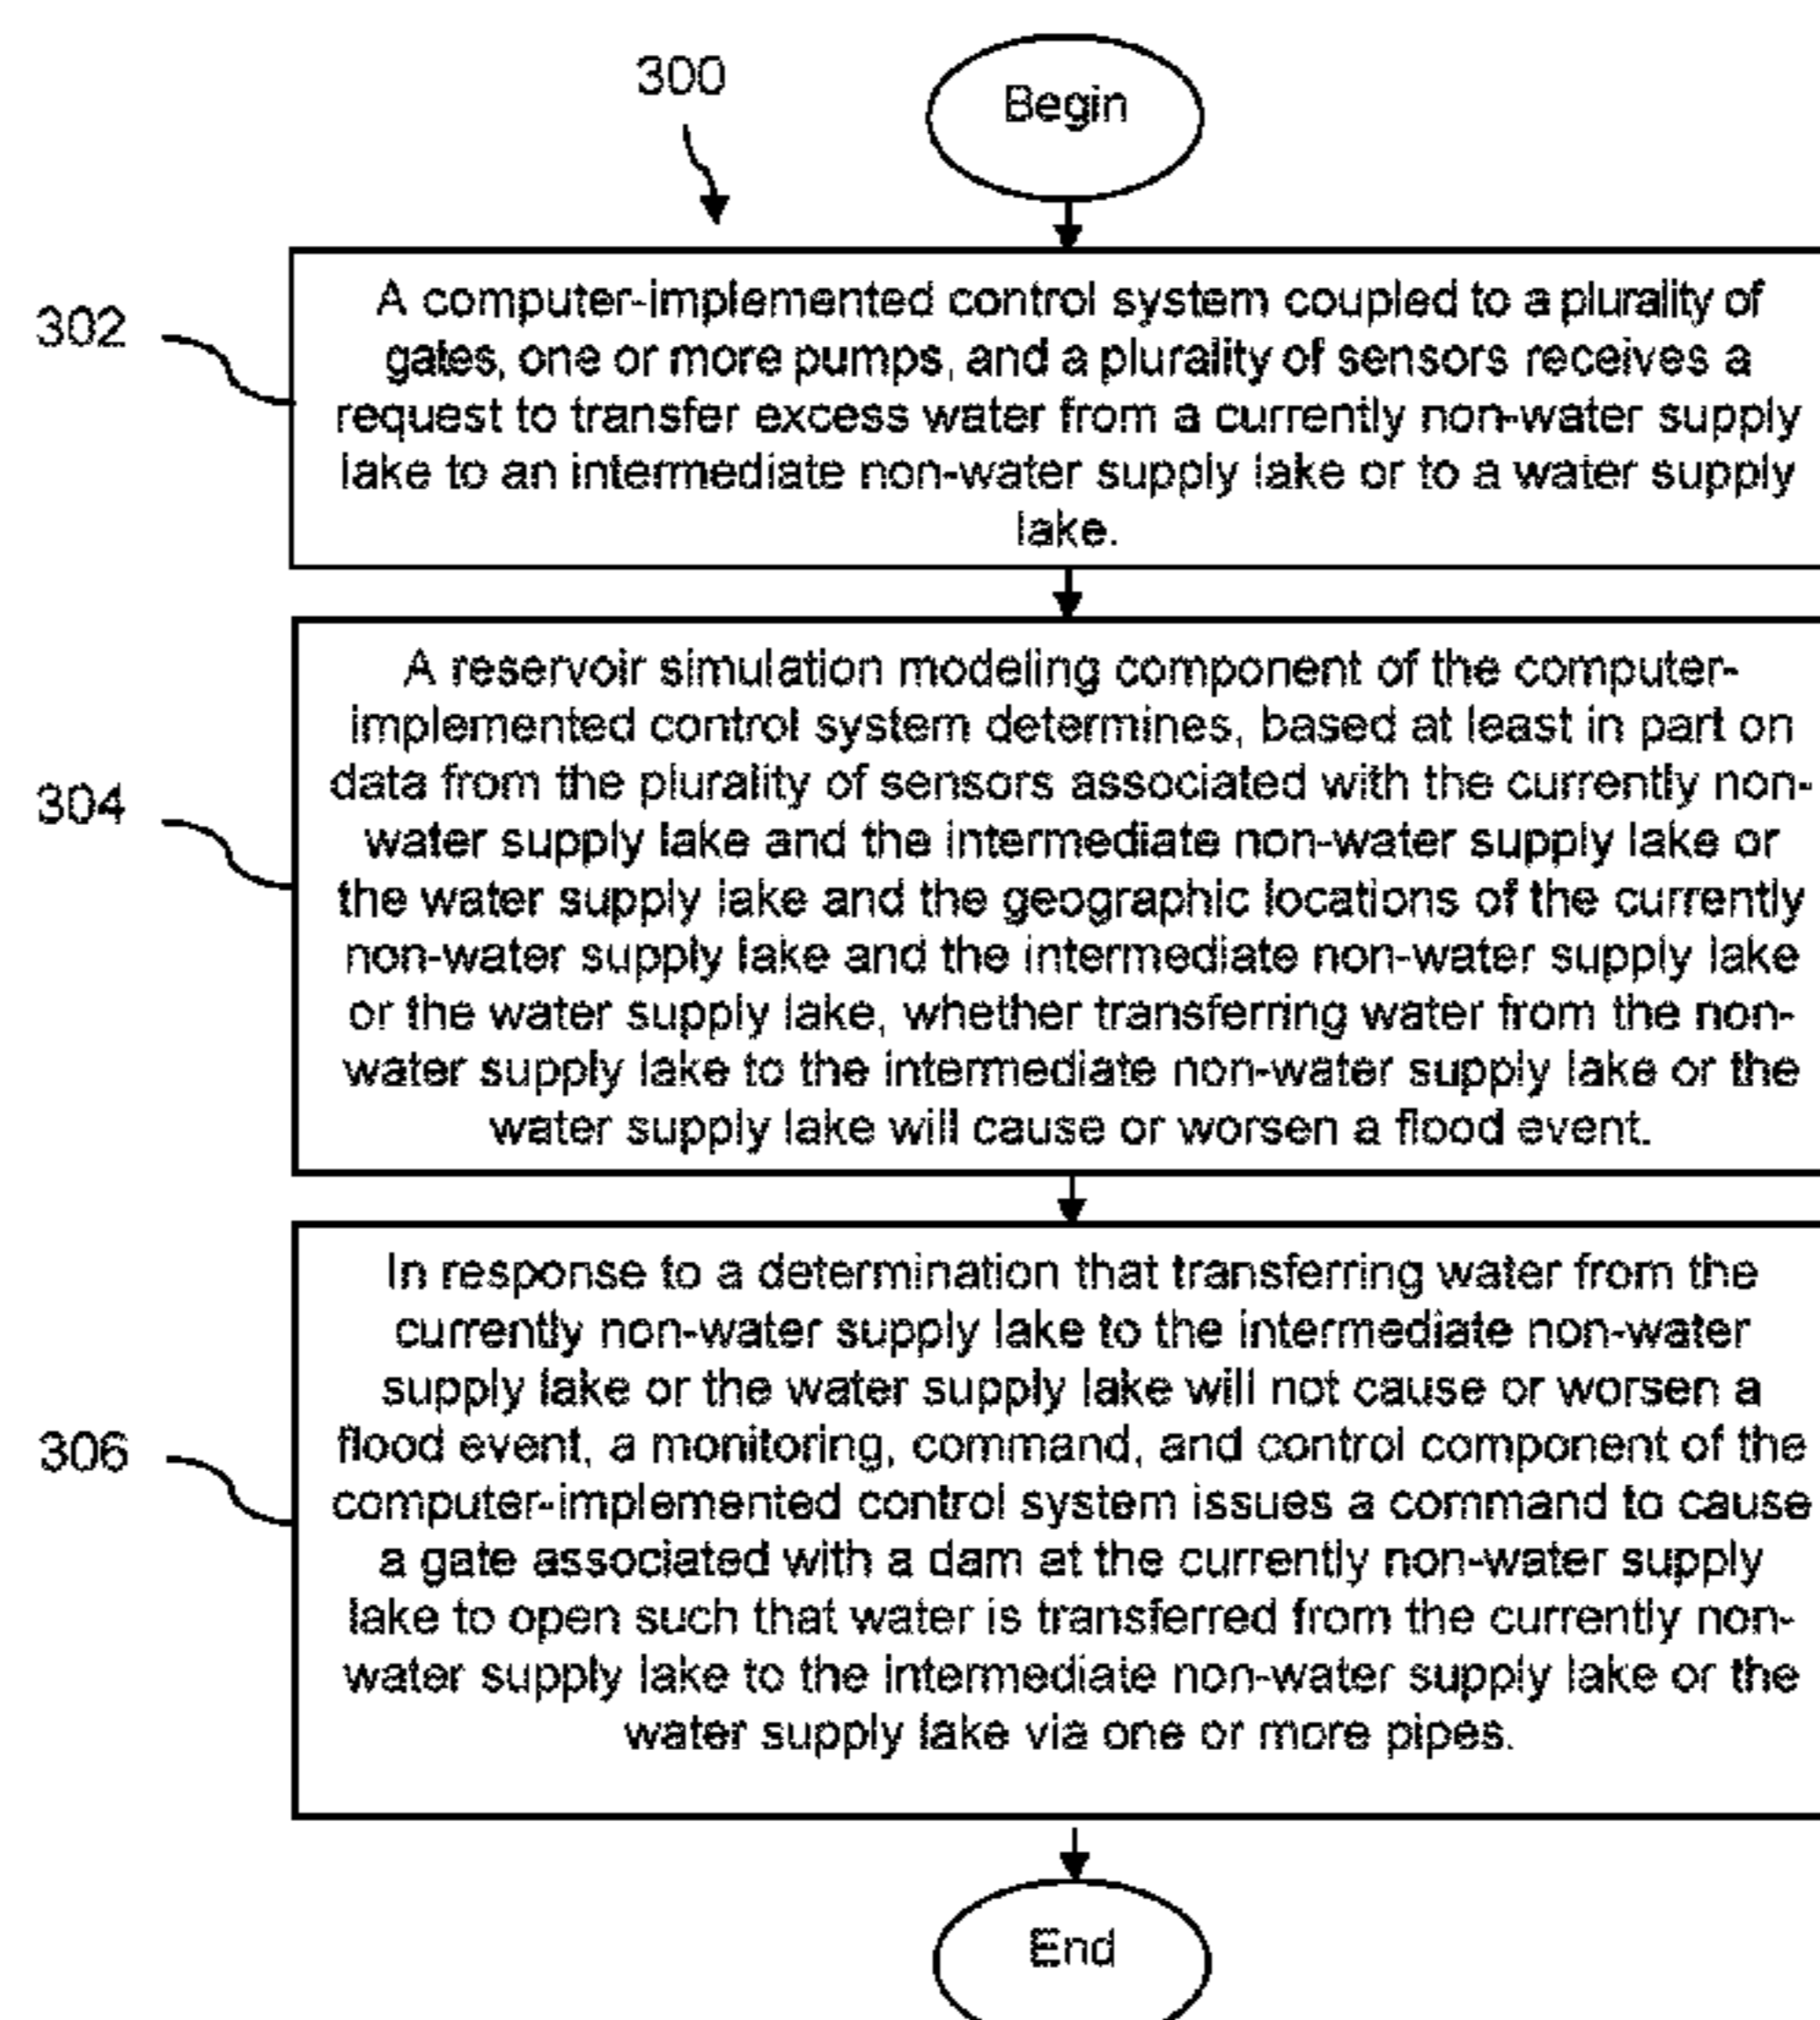 300
Begin
302
A computer-implemented control system coupled to a plurality of
gates, one or more pumps, and a plurality of sensors receives a
request to transfer excess water from a currently non-water supply
lake to an intermediate non-water supply lake or to a water supply
lake.
304
A reservoir simulation modeling component of the computer-
implemented control system determines, based at least in part on
data from the plurality of sensors associated with the currently non-
water supply lake and the intermediate non-water supply lake or
the water supply lake and the geographic locations of the currently
non-water supply lake and the intermediate non-water supply lake
or the water supply lake, whether transferring water from the non-
water supply lake to the intermediate non-water supply lake or the
water supply lake will cause or worsen a flood event.
306
In response to a determination that transferring water from the
currently non-water supply lake to the intermediate non-water
supply lake or the water supply lake will not cause or worsen a
flood event, a monitoring, command, and control component of the
computer-implemented control system issues a command to cause
a gate associated with a dam at the currently non-water supply
lake to open such that water is transferred from the currently non-
water supply lake to the intermediate non-water supply lake or the
water supply lake via one or more pipes.
End